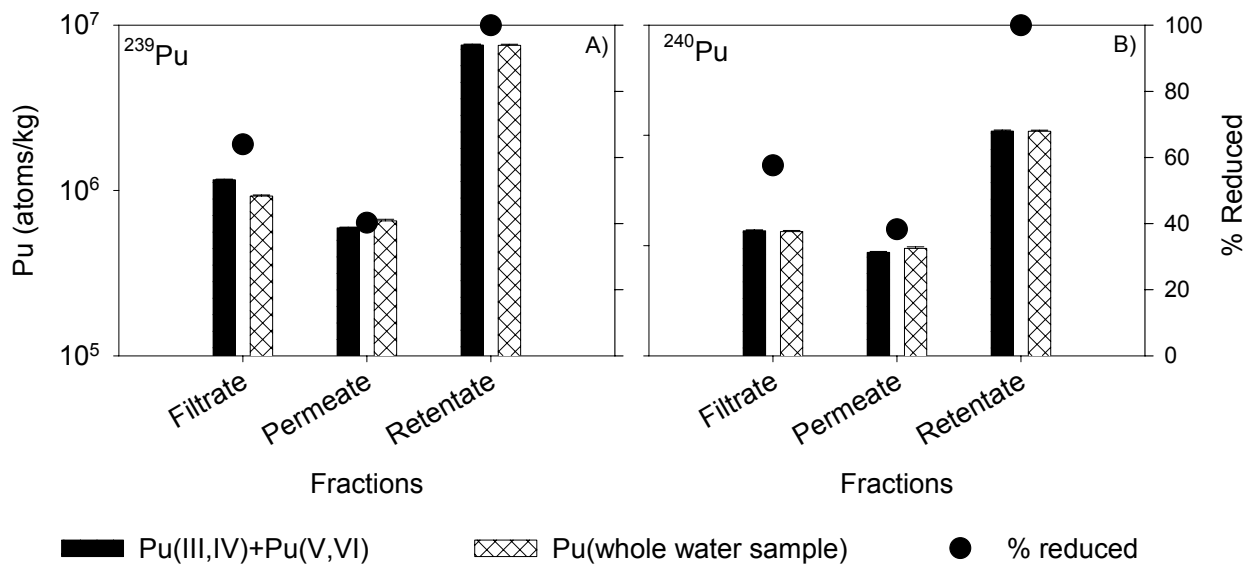 10⁷
10⁶
10⁵
Pu (atoms/kg)
²³⁹Pu
A)
Filtrate
Permeate
Retentate
Fractions
²⁴⁰Pu
B)
Filtrate
Permeate
Retentate
Fractions
100
80
60
40
20
0
% Reduced
Pu(III,IV)+Pu(V,VI)
Pu(whole water sample)
% reduced